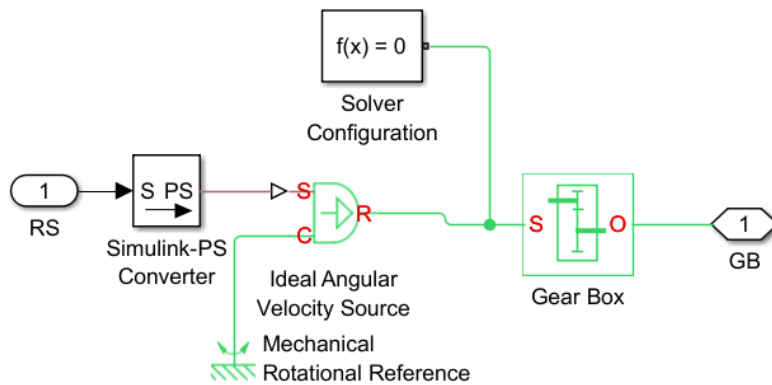 f(x) = 0
Solver
Configuration
1
RS
S PS
Simulink-PS
Converter
S
C
R
Ideal Angular
Velocity Source
Mechanical
Rotational Reference
S
O
Gear Box
1
GB